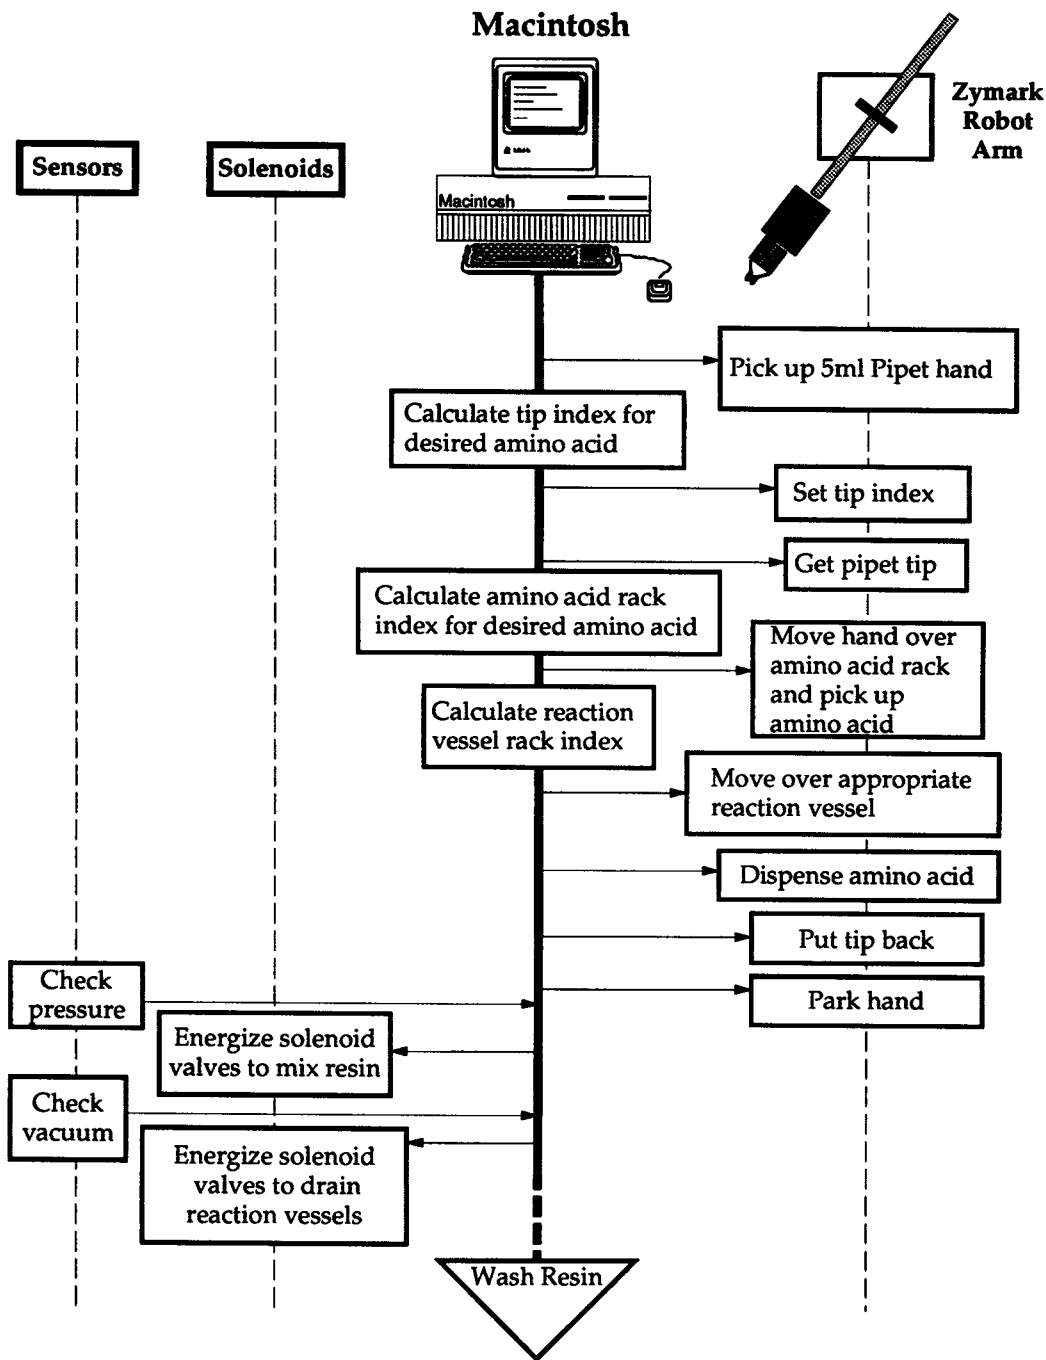 Macintosh
Zymark
Robot
Arm
Sensors
Solenoids
Macintosh
Pick up 5ml Pipet hand
Calculate tip index for
desired amino acid
Set tip index
Get pipet tip
Calculate amino acid rack
index for desired amino acid
Move hand over
amino acid rack
and pick up
amino acid
Calculate reaction
vessel rack index
Move over appropriate
reaction vessel
Dispense amino acid
Put tip back
Check
pressure
Park hand
Energize solenoid
valves to mix resin
Check
vacuum
Energize solenoid
valves to drain
reaction vessels
Wash Resin